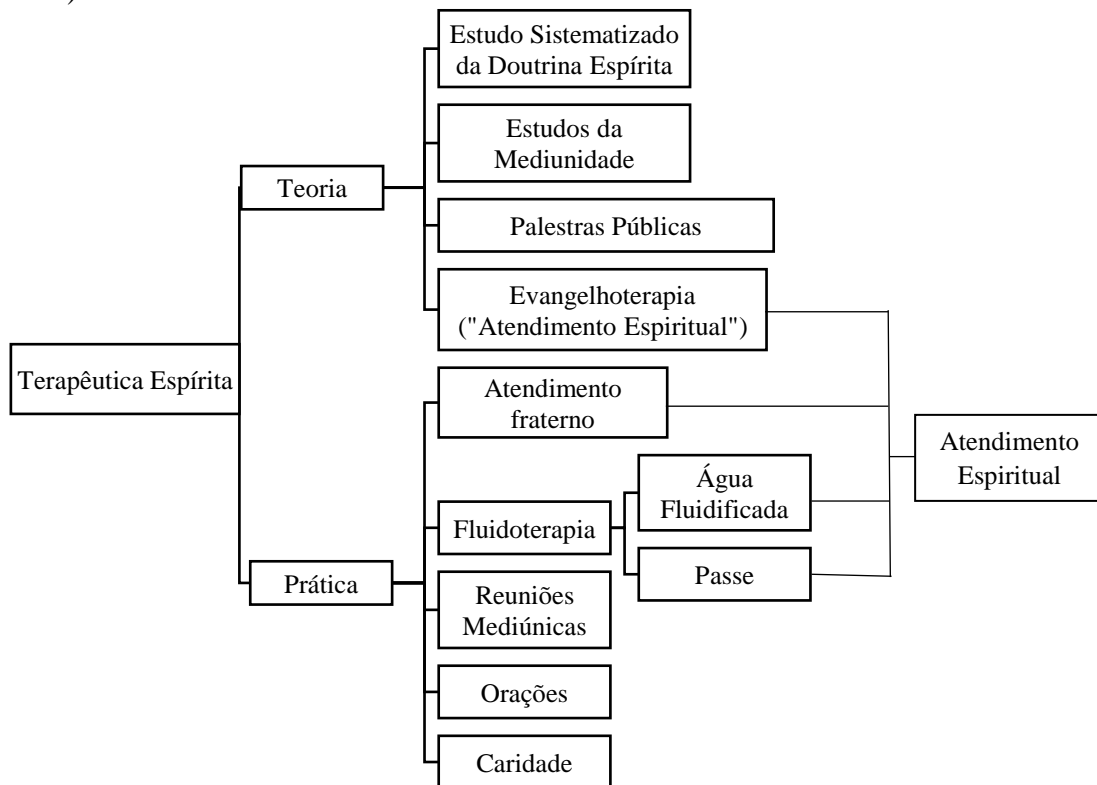 Estudo Sistematizado
da Doutrina Espírita
Estudos da
Mediunidade
Teoria
Palestras Públicas
Evangelhoterapia
("Atendimento Espiritual")
Terapêutica Espírita
Atendimento
fraterno
Atendimento
Espiritual
Água
Fluidificada
Fluidoterapia
Passe
Prática
Reuniões
Mediúnicas
Orações
Caridade